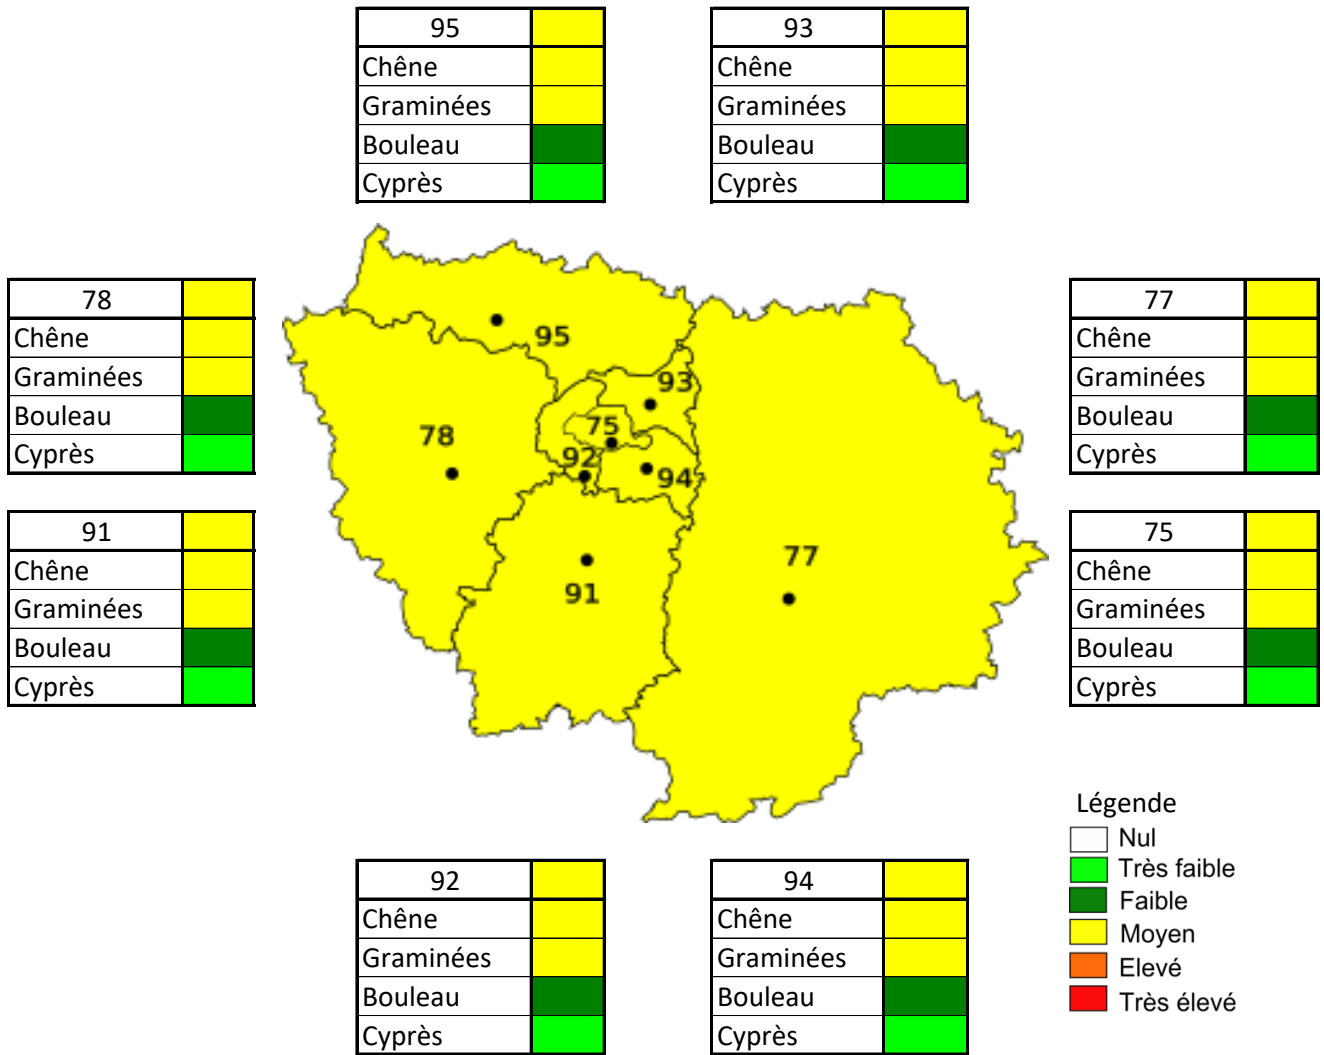 95
Chêne
Graminées
Bouleau
Cyprès
93
Chêne
Graminées
Bouleau
Cyprès
78
Chêne
Graminées
Bouleau
Cyprès
95
93
75
78
92
94
77
91
77
Chêne
Graminées
Bouleau
Cyprès
91
Chêne
Graminées
Bouleau
Cyprès
75
Chêne
Graminées
Bouleau
Cyprès
92
Chêne
Graminées
Bouleau
Cyprès
94
Chêne
Graminées
Bouleau
Cyprès
Légende
Nul
Très faible
Faible
Moyen
Elevé
Très élevé